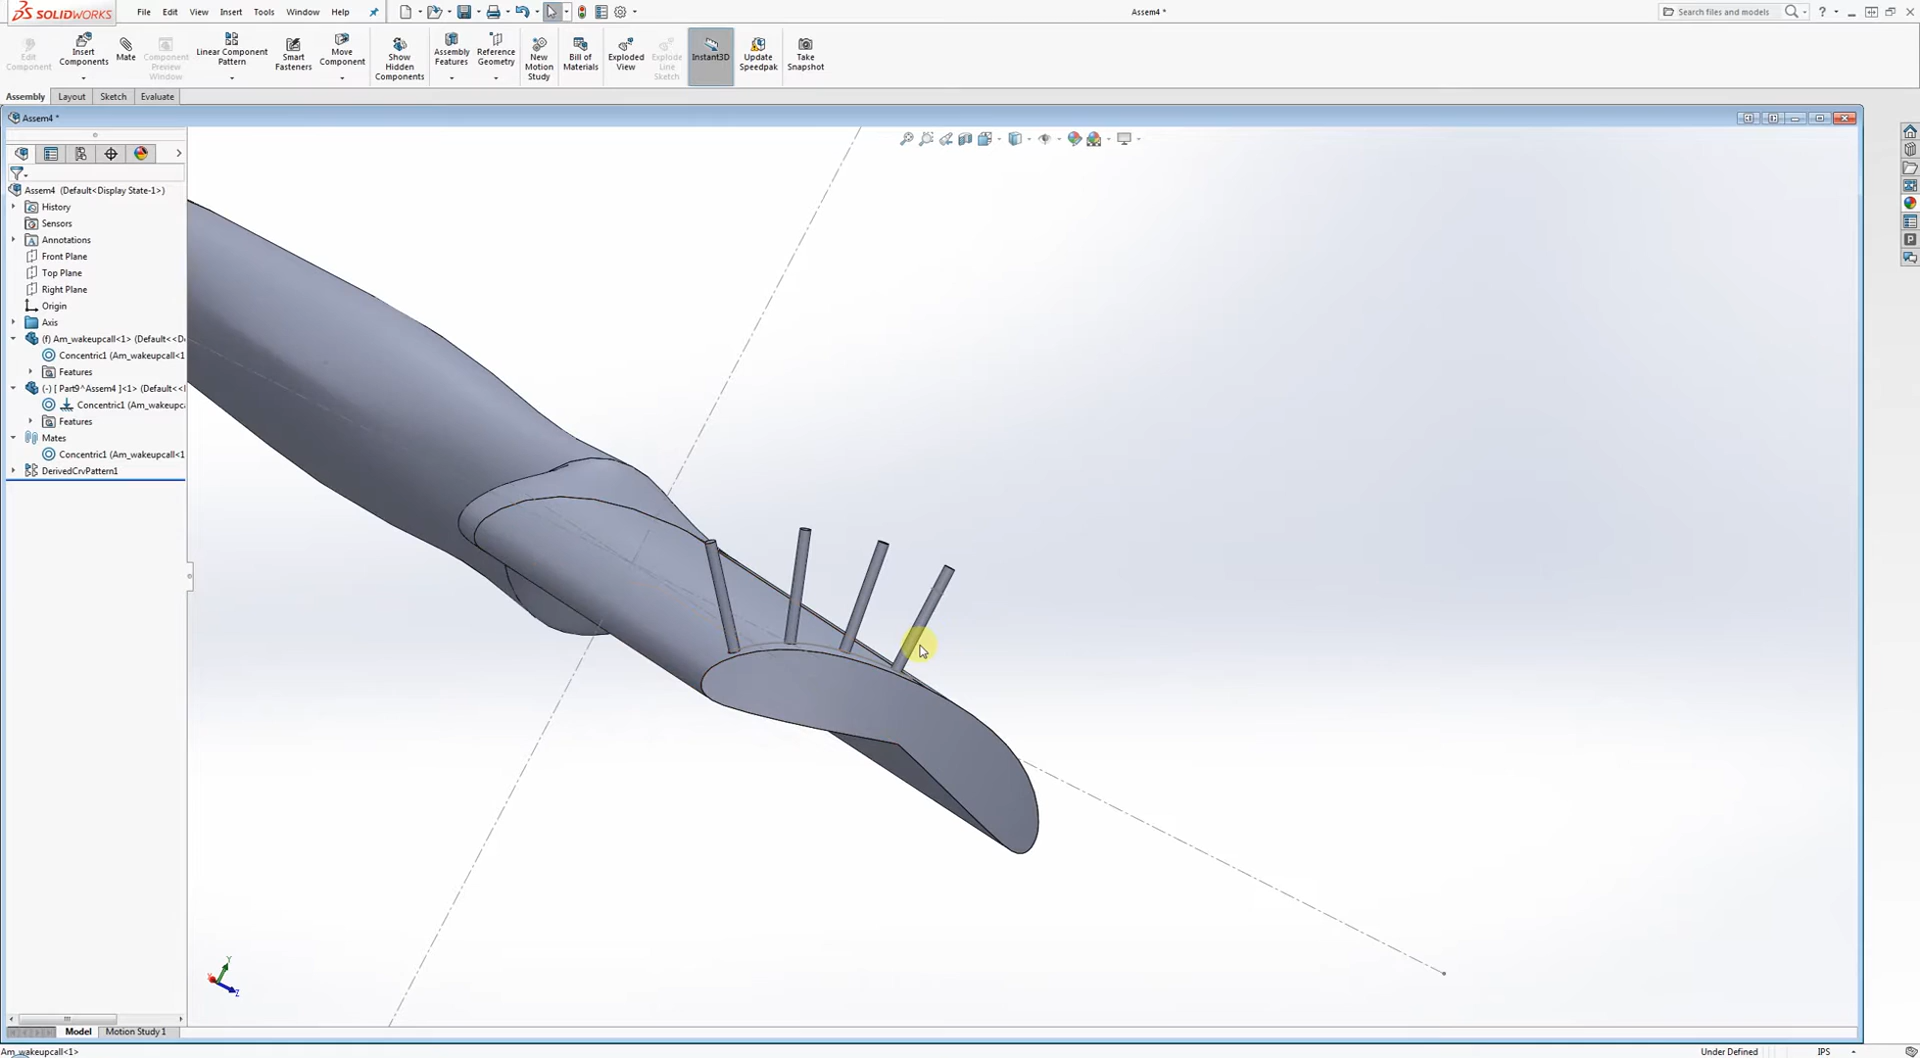 SOLIDWORKS File Edit View Insert Tools Window Help Assem4 * Search files and models ?
Edit Component
Insert Components
Mate
Component Preview Window
Linear Component Pattern
Smart Fasteners
Move Component
Show Hidden Components
Assembly Features
Reference Geometry
New Motion Study
Bill of Materials
Exploded View
Explode Line Sketch
Instant3D
Update Speedpak
Take Snapshot
Assembly Layout Sketch Evaluate
Assem4 *
Assem4 (Default<Display State-1>)
History
Sensors
Annotations
Front Plane
Top Plane
Right Plane
Origin
Axis
(f) Am_wakeupcall<1> (Default<<D
Concentric1 (Am_wakeupcall<1
Features
(-) [ Part9^Assem4 ]<1> (Default<<
Concentric1 (Am_wakeupc
Features
Mates
Concentric1 (Am_wakeupcall<1
DerivedCrvPattern1
Y
X
Z
Model Motion Study 1
Am_wakeupcall<1> Under Defined IPS